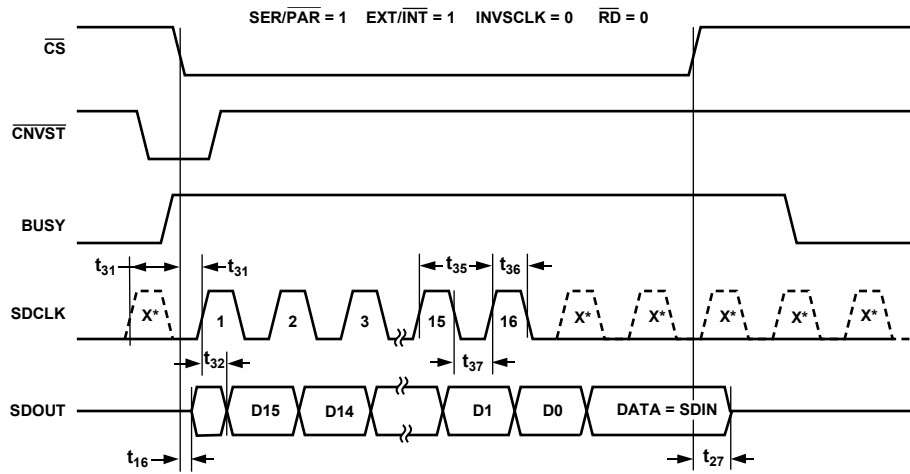 SER/PAR = 1 EXT/INT = 1 INVSCLK = 0 RD = 0
CS
CNVST
BUSY
t31 t31 t35 t36
SDCLK X* 1 2 3 15 16 X* X* X* X* X*
t32 t37
SDOUT D15 D14 D1 D0 DATA = SDIN
t16 t27